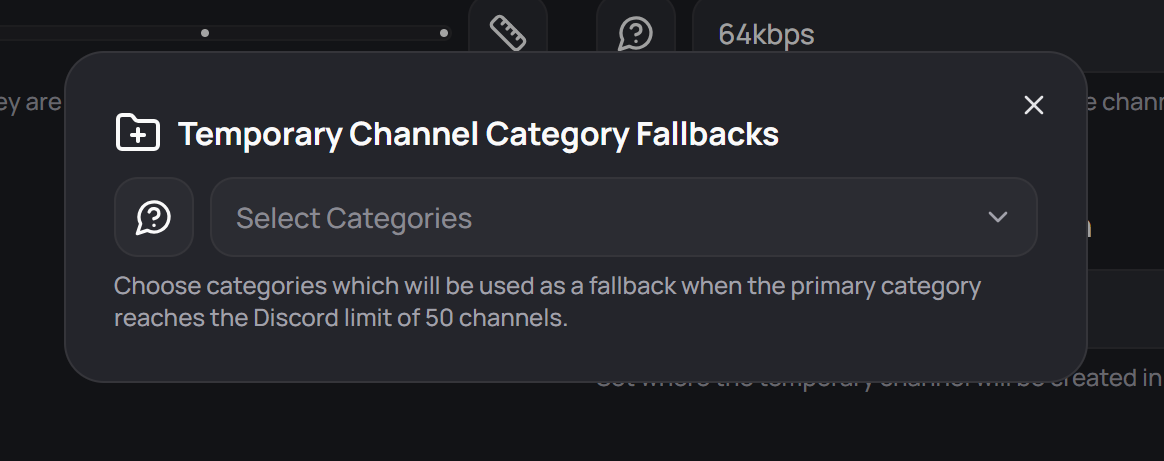 64kbps
ey are
e chann
Temporary Channel Category Fallbacks
Select Categories
Choose categories which will be used as a fallback when the primary category
reaches the Discord limit of 50 channels.
Set where the temporary channel will be created in